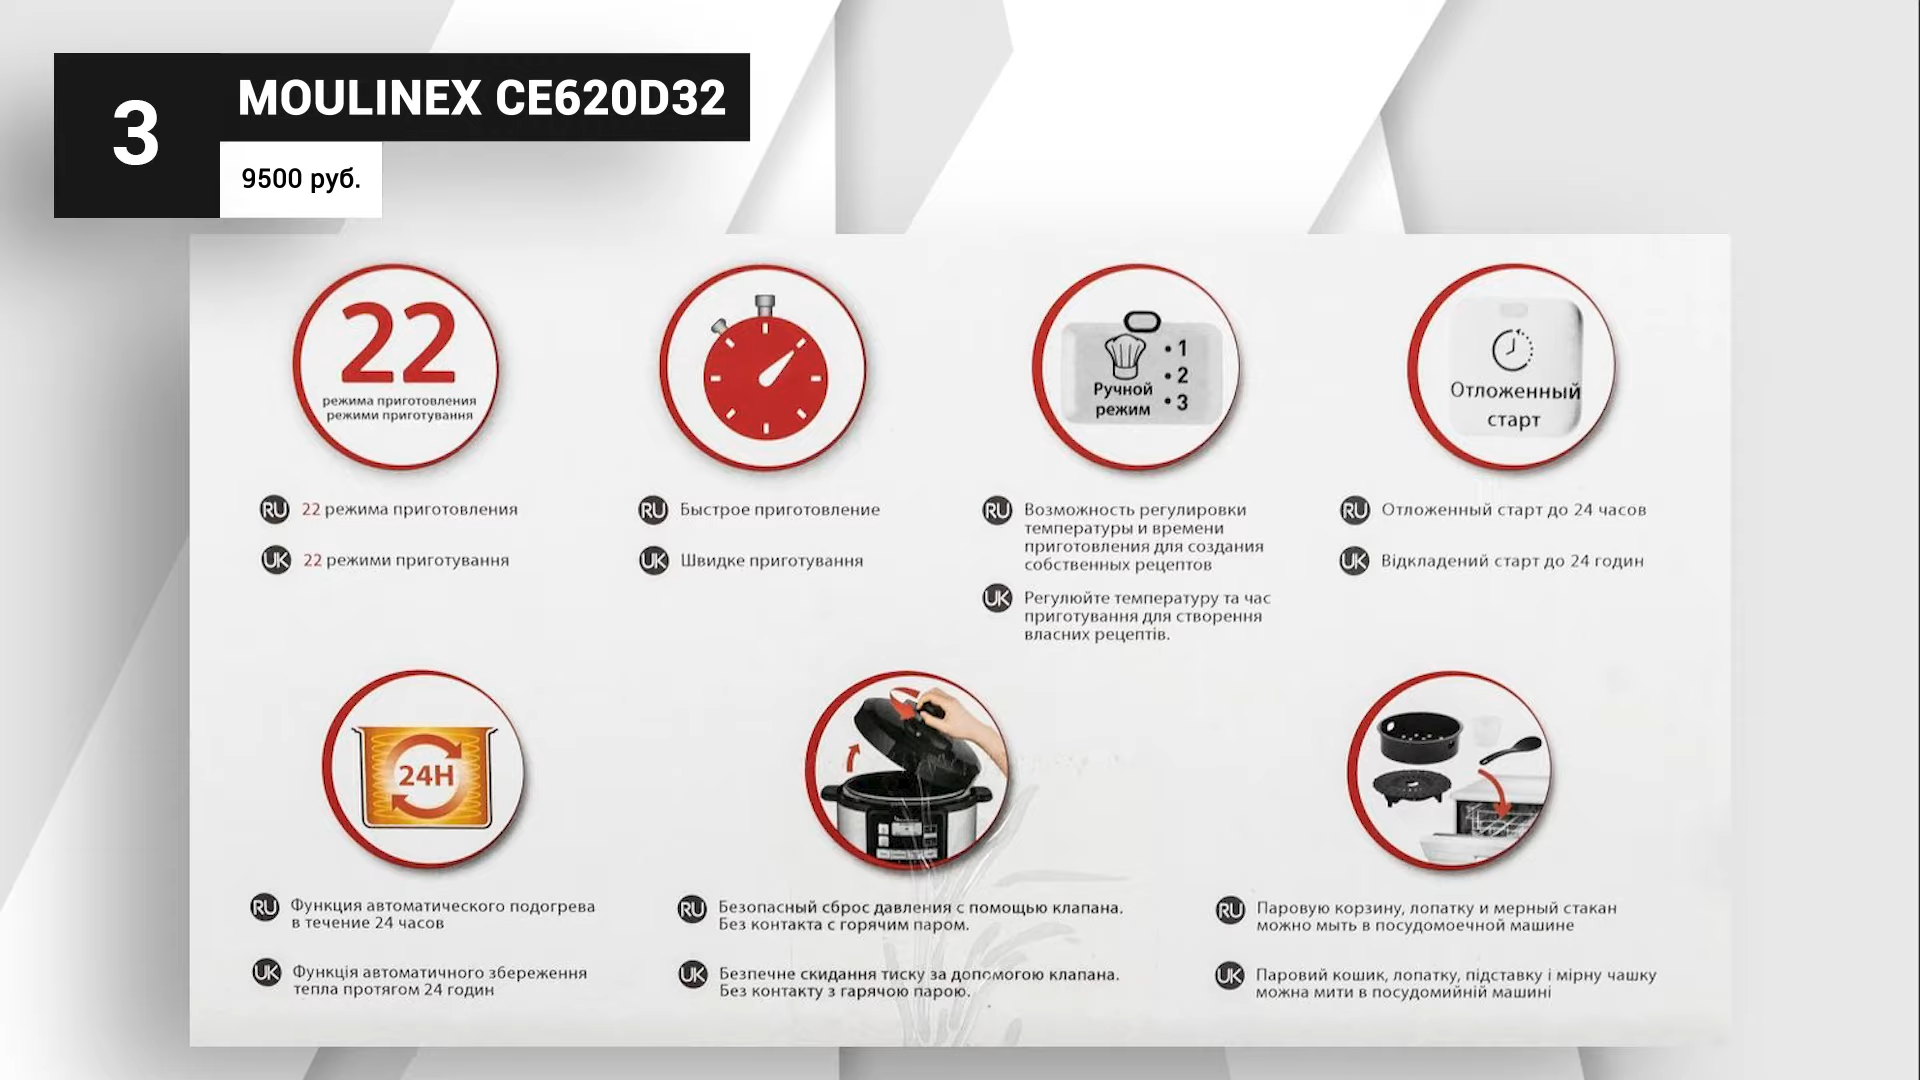 3
MOULINEX CE620D32
9500 руб.
22
режима приготовления
режими приготування
RU 22 режима приготовления
UK 22 режими приготування
RU Быстрое приготовление
UK Швидке приготування
Ручной
режим
• 1
• 2
• 3
RU Возможность регулировки
температуры и времени
приготовления для создания
собственных рецептов
UK Регулюйте температуру та час
приготування для створення
власних рецептів.
Отложенный
старт
RU Отложенный старт до 24 часов
UK Відкладений старт до 24 годин
24H
RU Функция автоматического подогрева
в течение 24 часов
UK Функція автоматичного збереження
тепла протягом 24 годин
RU Безопасный сброс давления с помощью клапана.
Без контакта с горячим паром.
UK Безпечне скидання тиску за допомогою клапана.
Без контакту з гарячою парою.
RU Паровую корзину, лопатку и мерный стакан
можно мыть в посудомоечной машине
UK Паровий кошик, лопатку, підставку і мірну чашку
можна мити в посудомийній машині